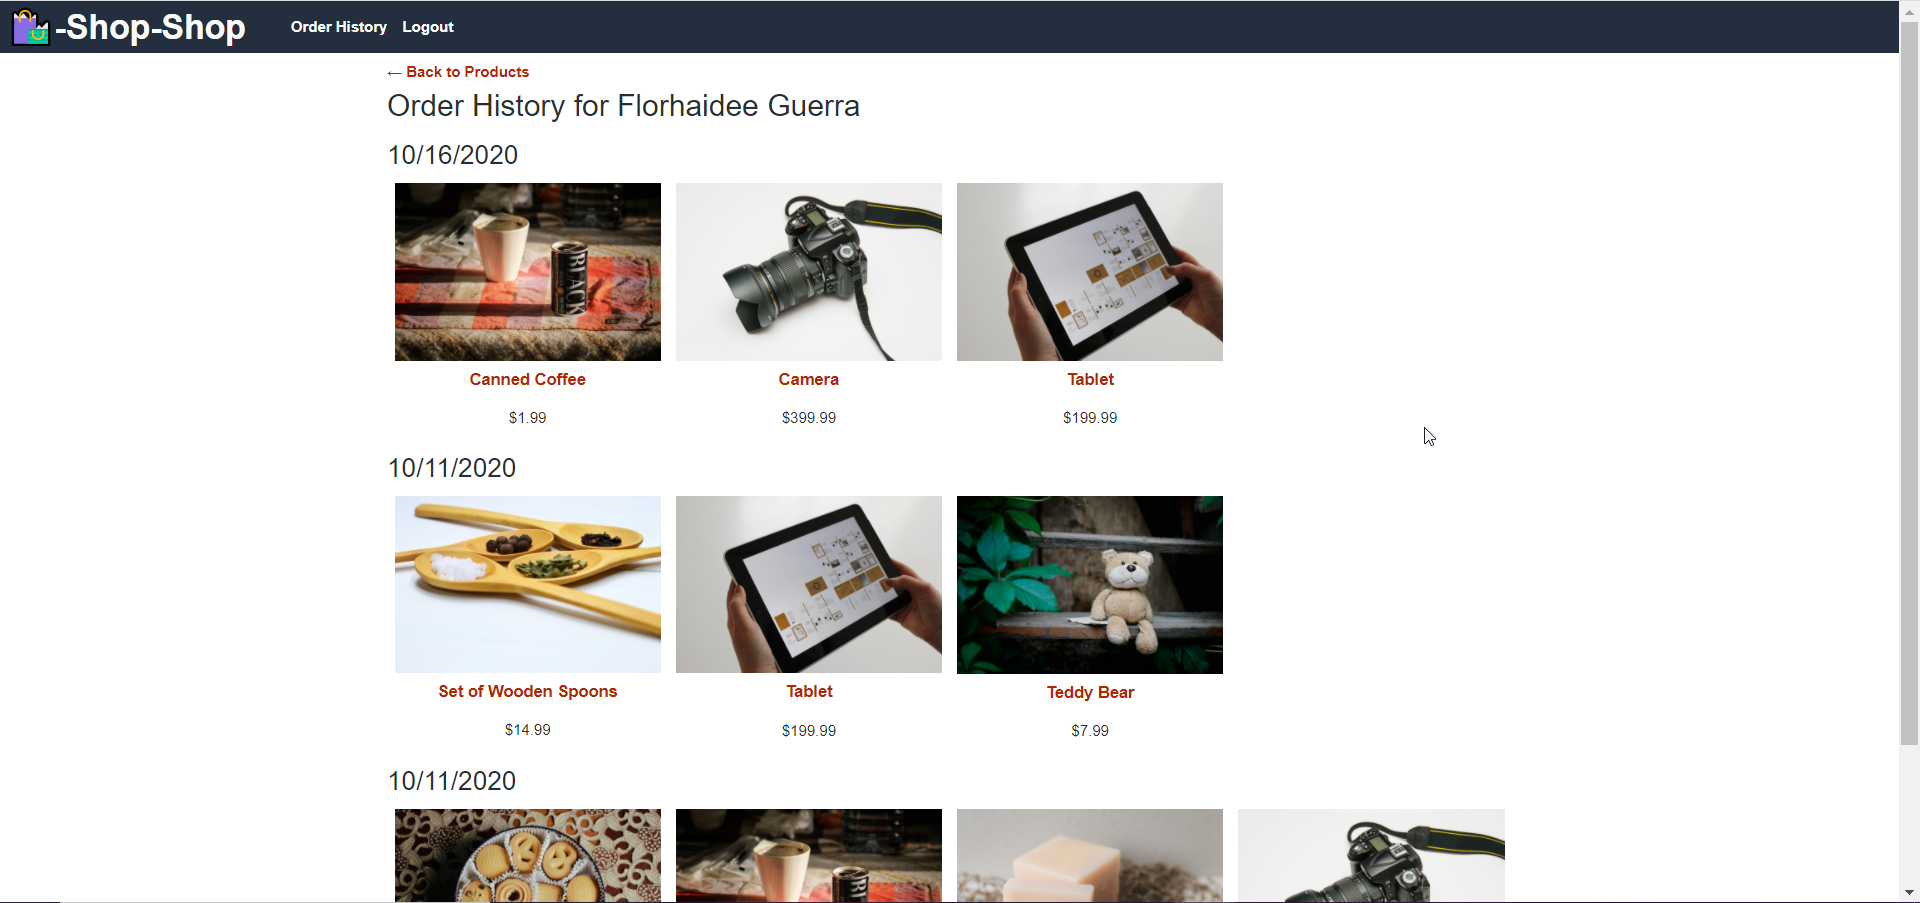 -Shop-Shop
Order History Logout
← Back to Products
Order History for Florhaidee Guerra
10/16/2020
BLACK
Canned Coffee Camera Tablet
$1.99 $399.99 $199.99
10/11/2020
Set of Wooden Spoons Tablet Teddy Bear
$14.99 $199.99 $7.99
10/11/2020